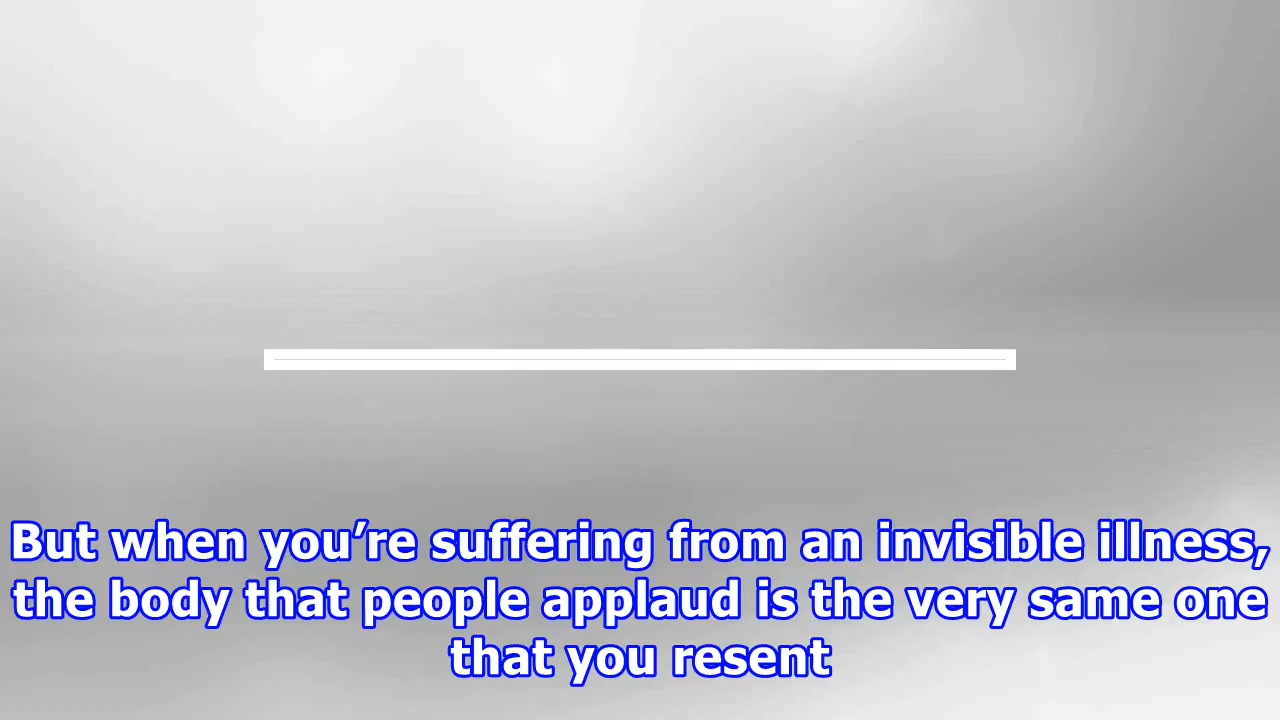 But when you’re suffering from an invisible illness,
the body that people applaud is the very same one
that you resent